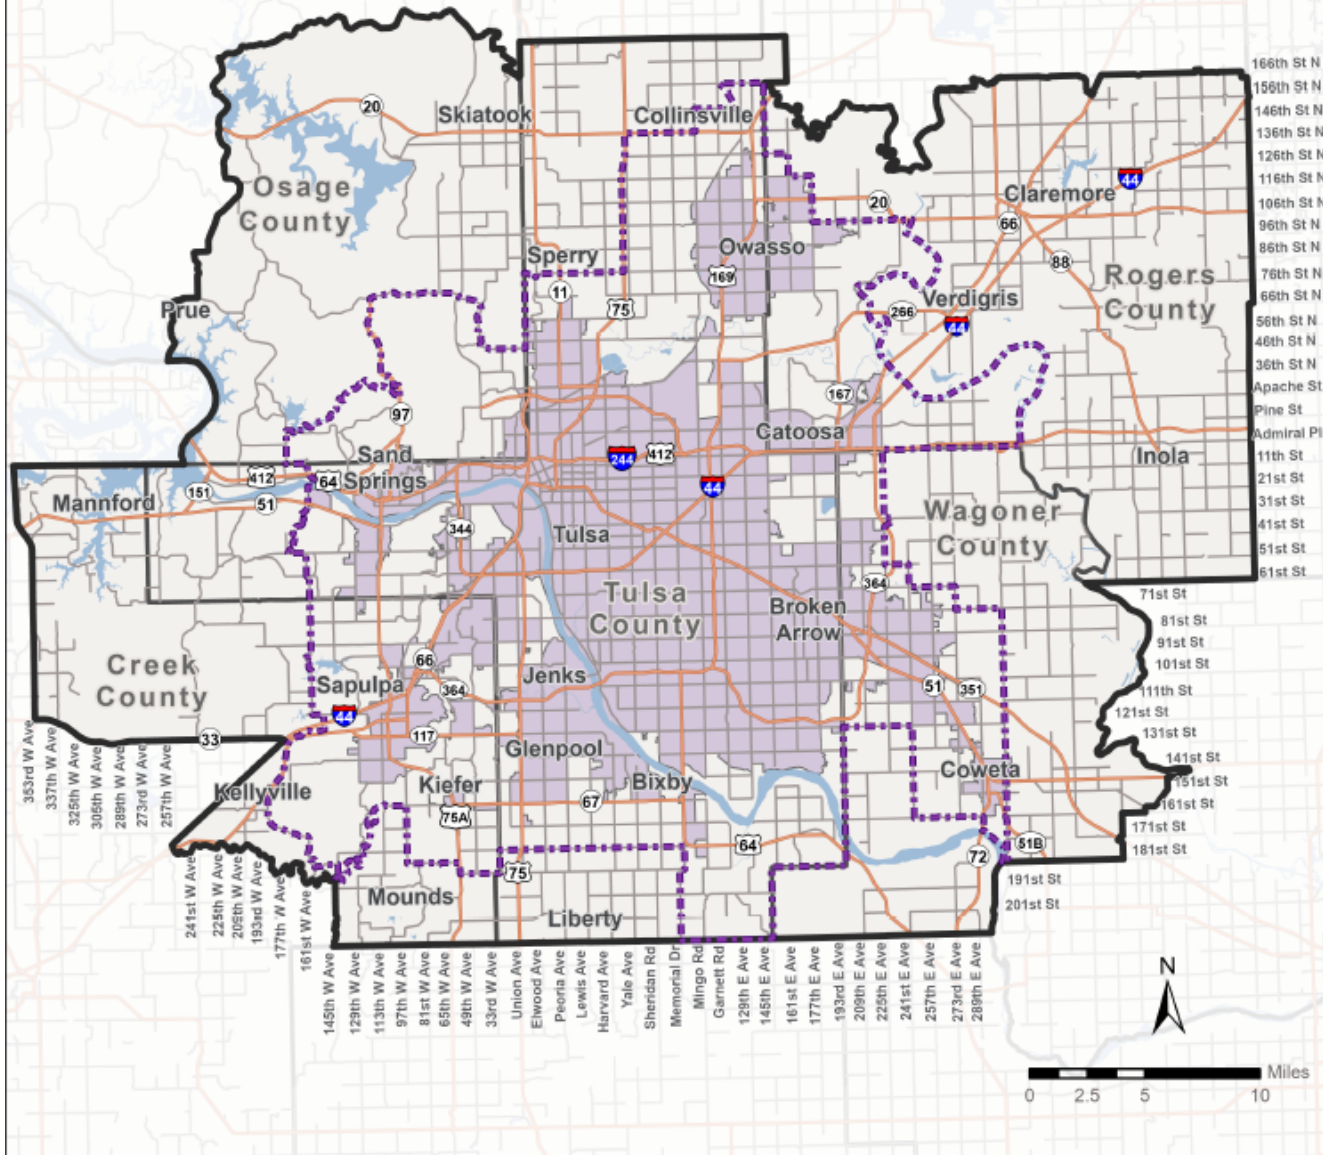 166th St N
156th St N
146th St N
136th St N
126th St N
116th St N
106th St N
96th St N
86th St N
76th St N
66th St N
56th St N
46th St N
36th St N
Apache St
Pine St
Admiral Pl
11th St
21st St
31st St
41st St
51st St
61st St
71st St
81st St
91st St
101st St
111th St
121st St
131st St
141st St
151st St
161st St
171st St
181st St
191st St
201st St
20
Skiatook
Collinsville
Osage
County
44
Claremore
20
66
Owasso
Sperry
169
88
Rogers
County
11
75
Verdigris
Prue
266
44
97
167
Catoosa
Sand
Springs
412
64
244
412
Inola
Mannford
151
51
44
Wagoner
County
344
Tulsa
364
Tulsa
County
Broken
Arrow
Creek
County
66
Sapulpa
364
Jenks
51
351
44
33
117
Glenpool
Kellyville
Kiefer
Bixby
Coweta
67
75A
64
51B
72
75
Mounds
Liberty
353rd W Ave
337th W Ave
325th W Ave
305th W Ave
289th W Ave
273rd W Ave
257th W Ave
241st W Ave
225th W Ave
209th W Ave
193rd W Ave
177th W Ave
161st W Ave
145th W Ave
129th W Ave
113th W Ave
97th W Ave
81st W Ave
65th W Ave
49th W Ave
33rd W Ave
Union Ave
Elwood Ave
Peoria Ave
Lewis Ave
Harvard Ave
Yale Ave
Sheridan Rd
Memorial Dr
Mingo Rd
Garnett Rd
129th E Ave
145th E Ave
161st E Ave
177th E Ave
193rd E Ave
209th E Ave
225th E Ave
241st E Ave
257th E Ave
273rd E Ave
289th E Ave
N
Miles
0 2.5 5 10